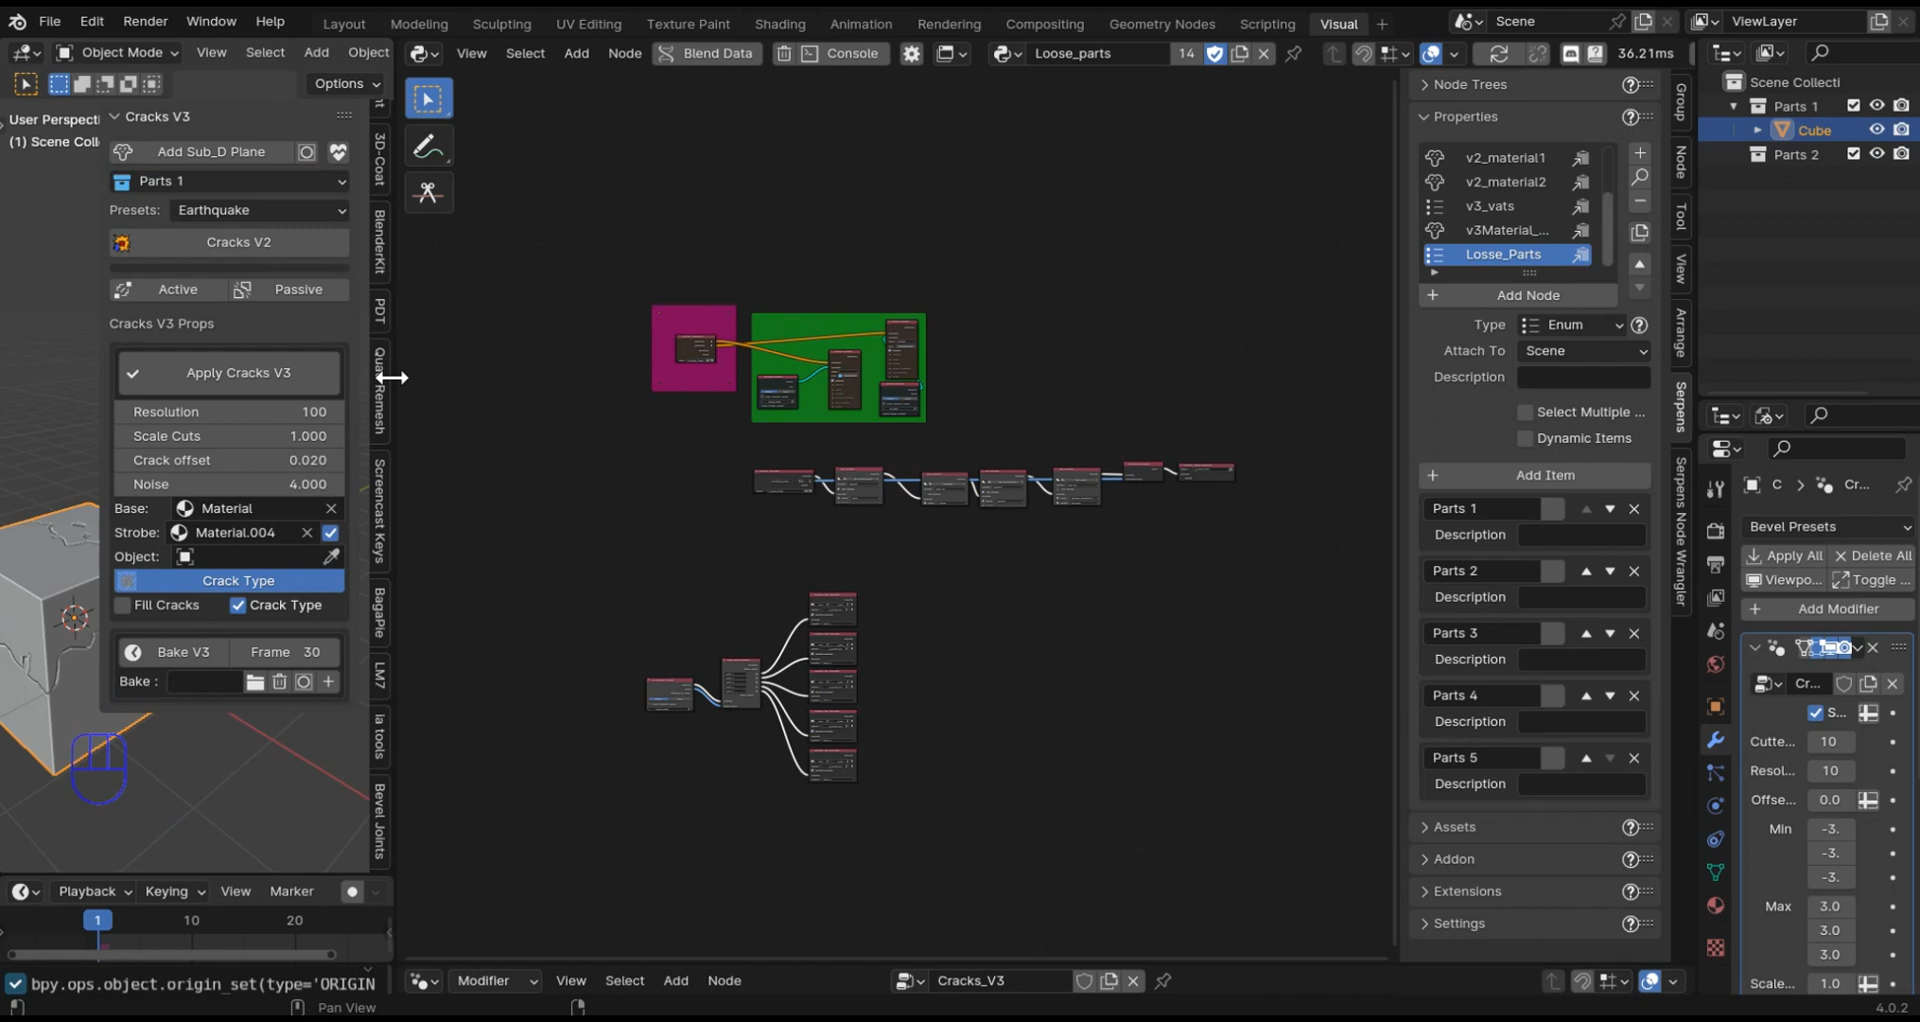 File Edit Render Window Help
Layout Modeling Sculpting UV Editing Texture Paint Shading Animation Rendering Compositing Geometry Nodes Scripting Visual +
Scene
ViewLayer
Object Mode View Select Add Object
View Select Add Node Blend Data Console
Loose_parts 14
36.21ms
Options
User Perspecti
(1) Scene Coll
Cracks V3
Add Sub_D Plane
Parts 1
Presets: Earthquake
Cracks V2
Active Passive
Cracks V3 Props
Apply Cracks V3
Resolution 100
Scale Cuts 1.000
Crack offset 0.020
Noise 4.000
Base: Material
Strobe: Material.004
Object:
Crack Type
Fill Cracks Crack Type
Bake V3 Frame 30
Bake :
3D-Coat
BlenderKit
PDT
Remesh
Screencast Keys
BagaPie
LM7
ia tools
Bevel Joints
Playback Keying View Marker
1 10 20
bpy.ops.object.origin_set(type='ORIGIN
Pan View
Modifier View Select Add Node
Cracks_V3
Node Trees
Properties
v2_material1
v2_material2
v3_vats
v3Material_...
Losse_Parts
Add Node
Type Enum
Attach To Scene
Description
Select Multiple ...
Dynamic Items
Add Item
Parts 1
Description
Parts 2
Description
Parts 3
Description
Parts 4
Description
Parts 5
Description
Assets
Addon
Extensions
Settings
Group
Node
Tool
View
Arrange
Serpens
Serpens Node Wrangler
Scene Collecti
Parts 1
Cube
Parts 2
C > Cr...
Bevel Presets
Apply All Delete All
Viewpo... Toggle ...
Add Modifier
Cr...
S...
Cutte... 10
Resol... 10
Offse... 0.0
Min -3.
-3.
-3.
Max 3.0
3.0
3.0
Scale... 1.0
4.0.2